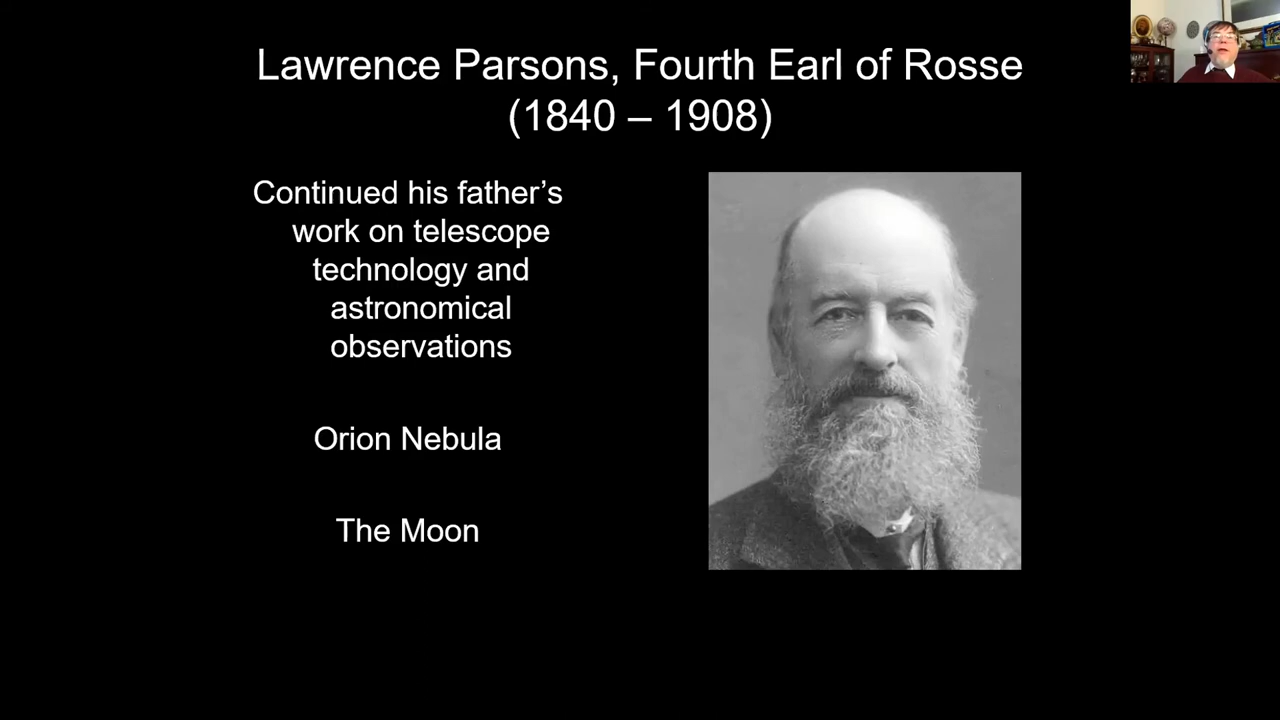 Lawrence Parsons, Fourth Earl of Rosse
(1840 – 1908)
Continued his father’s
work on telescope
technology and
astronomical
observations
Orion Nebula
The Moon